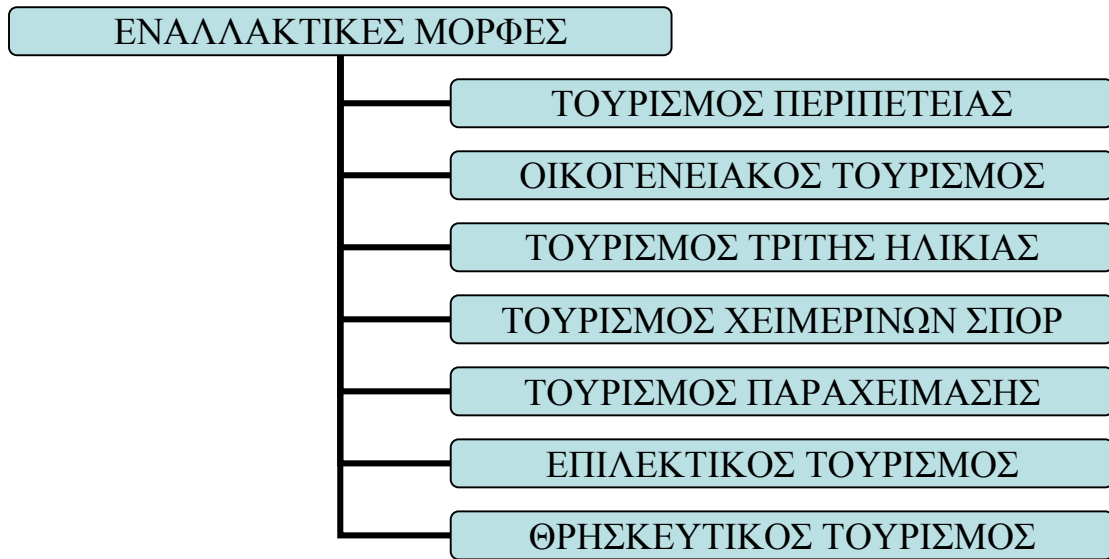 ΕΝΑΛΛΑΚΤΙΚΕΣ ΜΟΡΦΕΣ
ΤΟΥΡΙΣΜΟΣ ΠΕΡΙΠΕΤΕΙΑΣ
ΟΙΚΟΓΕΝΕΙΑΚΟΣ ΤΟΥΡΙΣΜΟΣ
ΤΟΥΡΙΣΜΟΣ ΤΡΙΤΗΣ ΗΛΙΚΙΑΣ
ΤΟΥΡΙΣΜΟΣ ΧΕΙΜΕΡΙΝΩΝ ΣΠΟΡ
ΤΟΥΡΙΣΜΟΣ ΠΑΡΑΧΕΙΜΑΣΗΣ
ΕΠΙΛΕΚΤΙΚΟΣ ΤΟΥΡΙΣΜΟΣ
ΘΡΗΣΚΕΥΤΙΚΟΣ ΤΟΥΡΙΣΜΟΣ